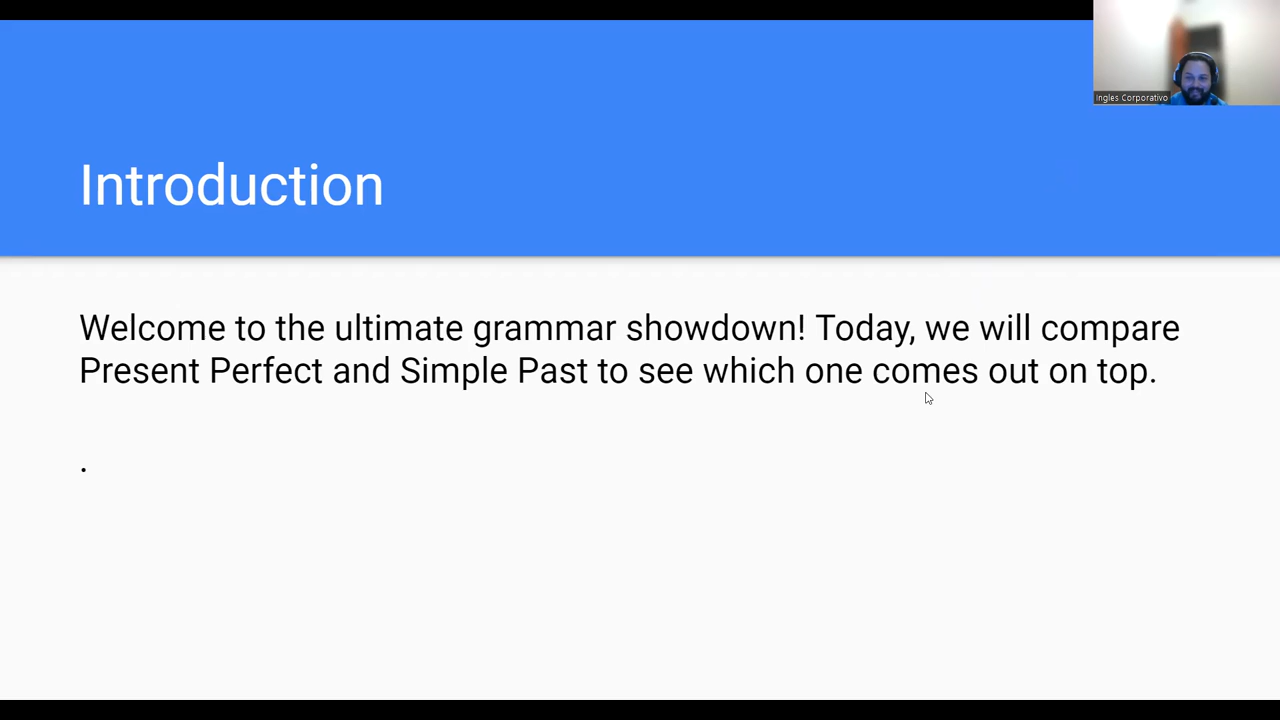 Ingles Corporativo
Introduction
Welcome to the ultimate grammar showdown! Today, we will compare
Present Perfect and Simple Past to see which one comes out on top.
.